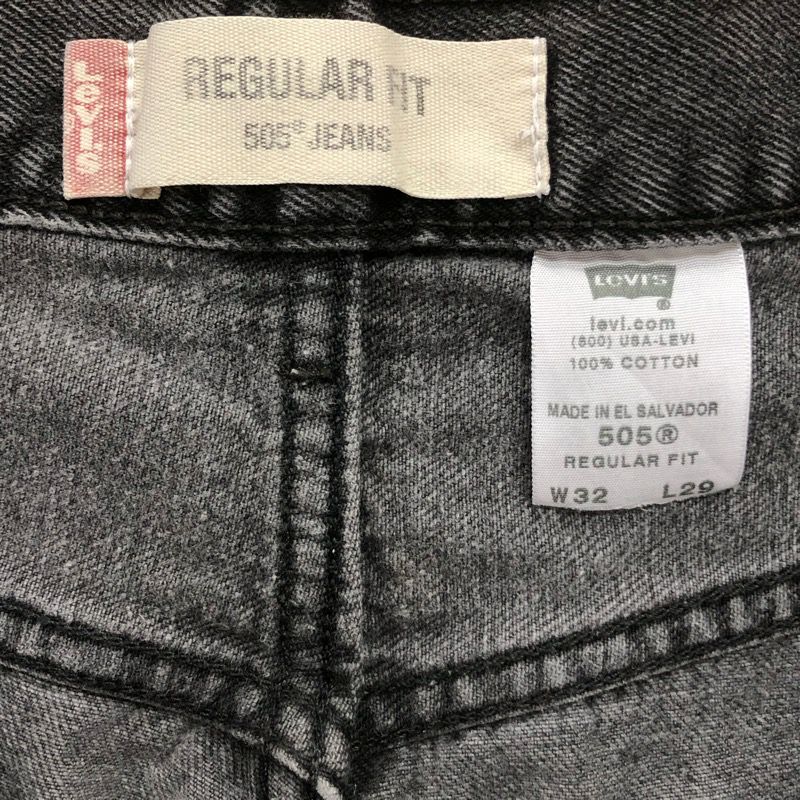 LEVI'S
REGULAR FIT
505® JEANS
LEVI'S
®
levi.com
(800) USA-LEVI
100% COTTON
MADE IN EL SALVADOR
505®
REGULAR FIT
W32 L29